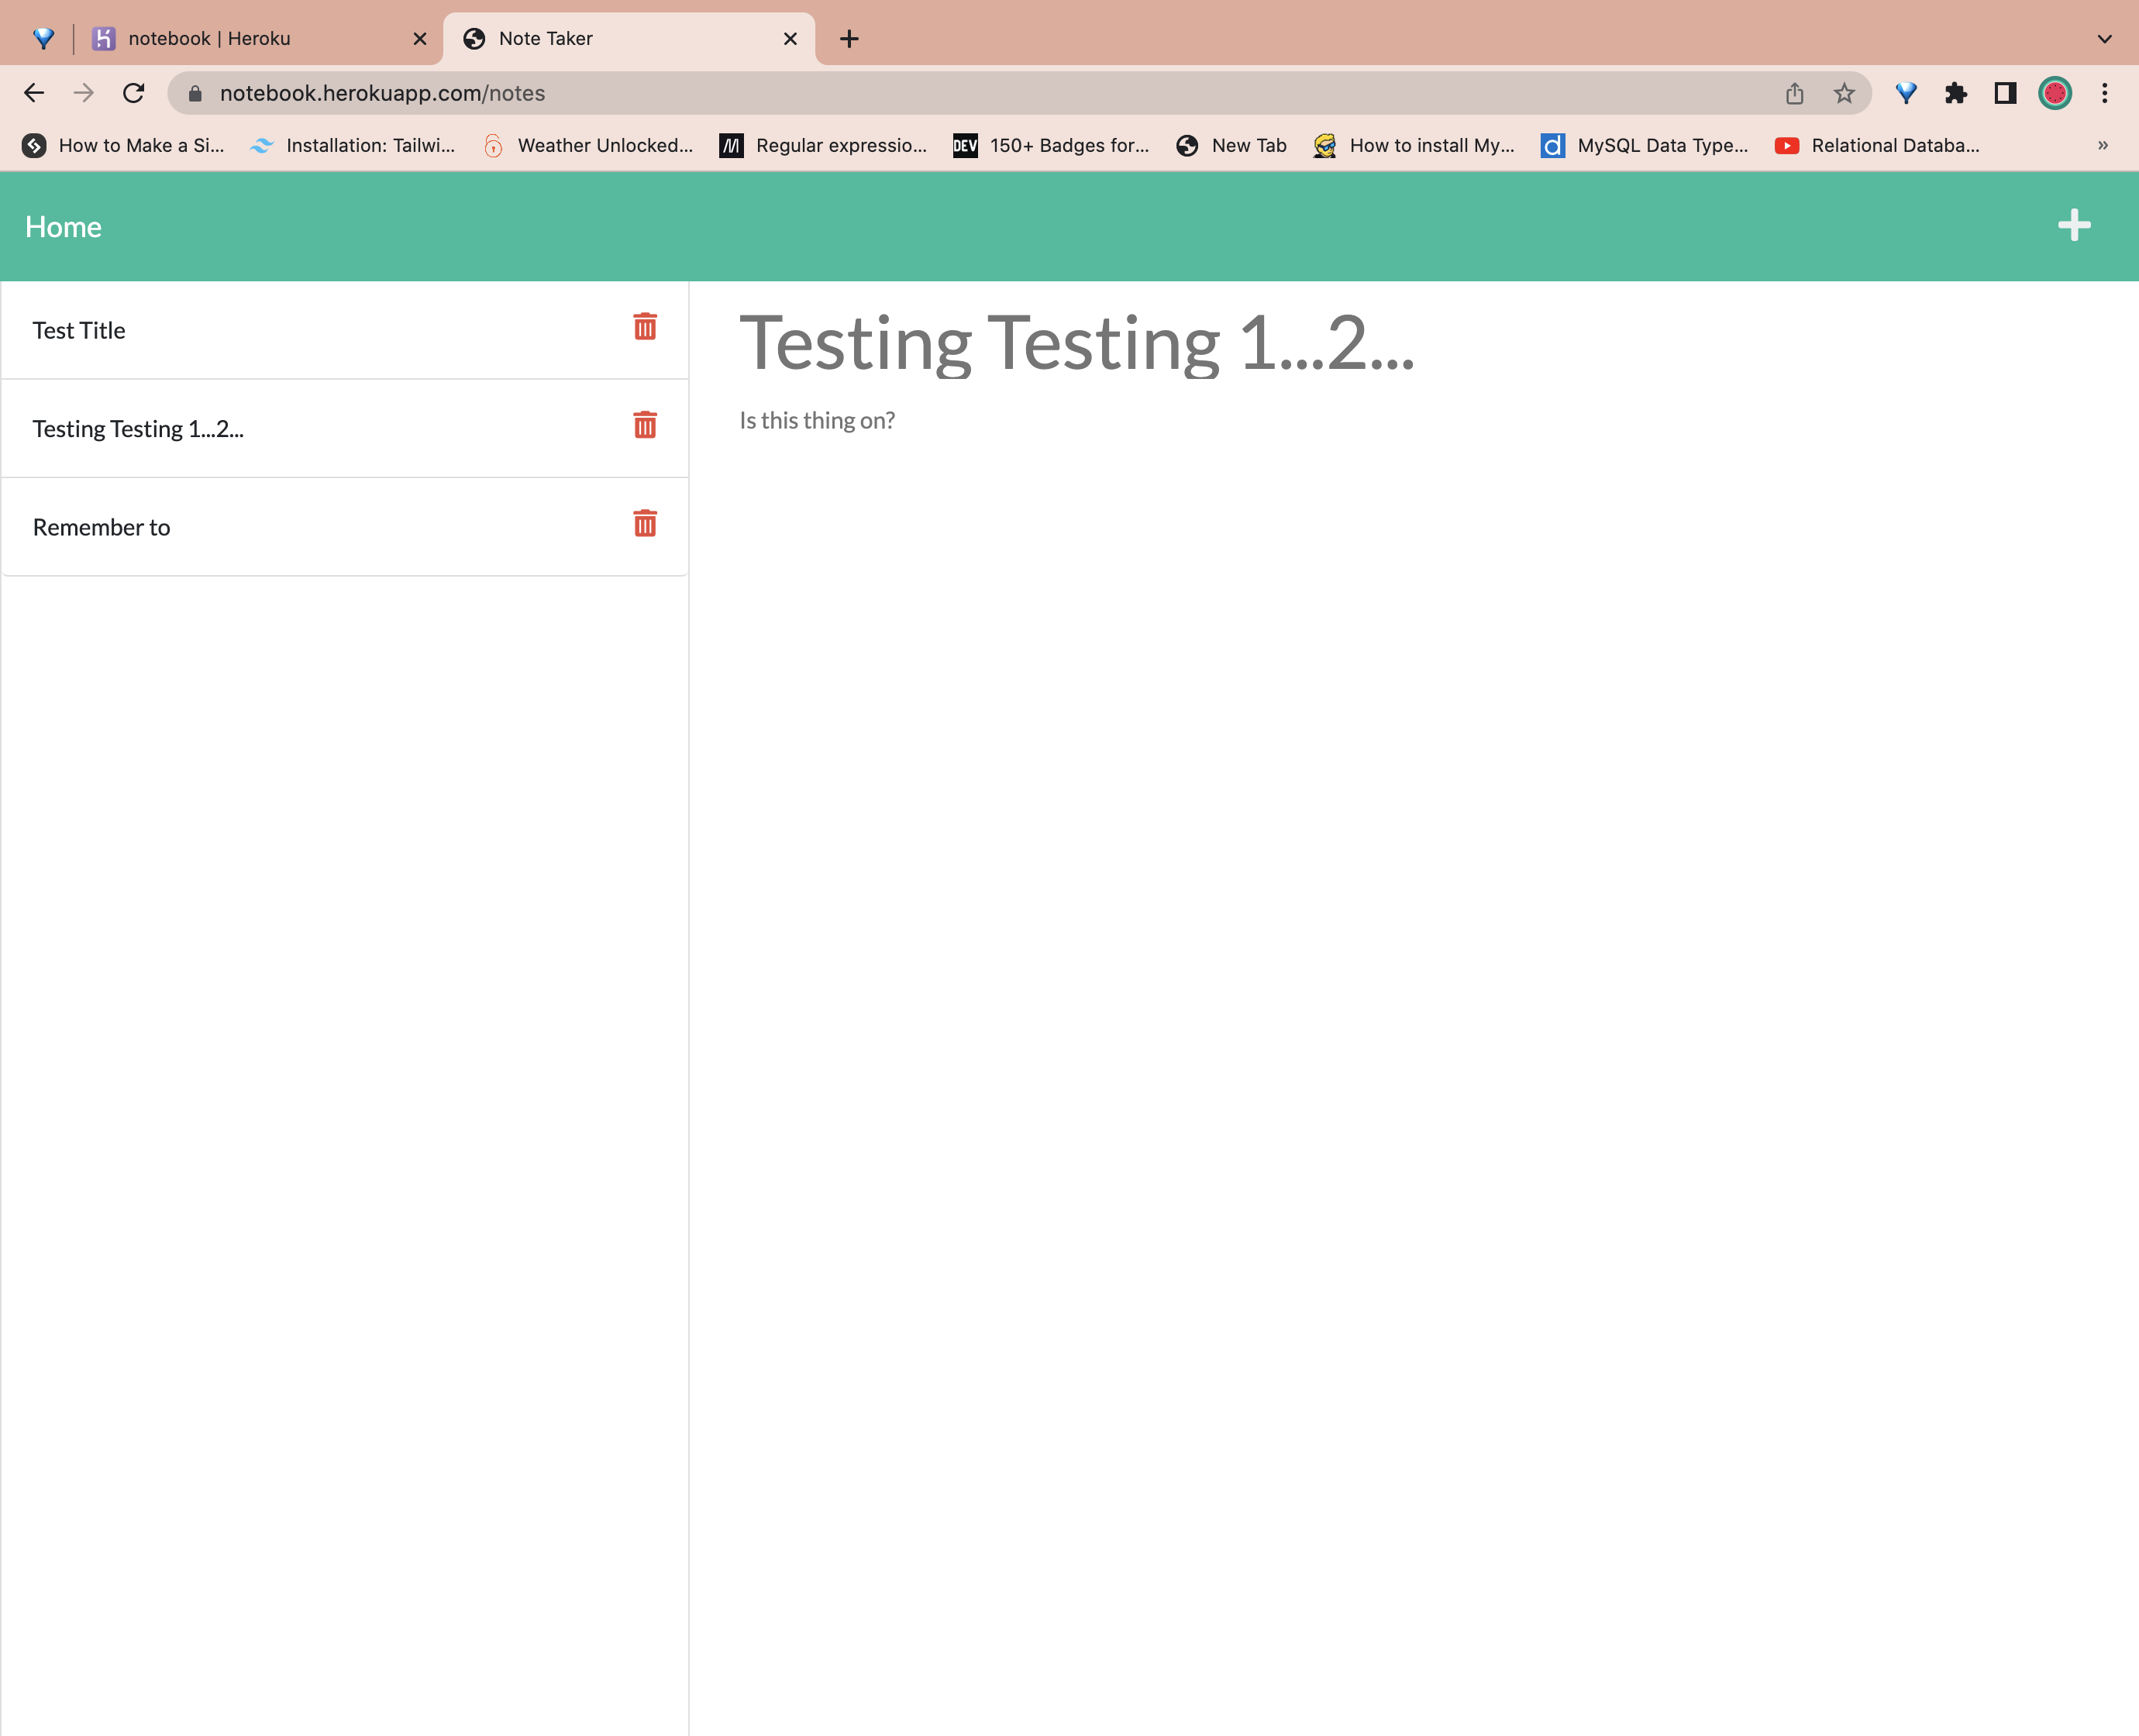 notebook | Heroku
Note Taker
notebook.herokuapp.com/notes
How to Make a Si...
Installation: Tailwi...
Weather Unlocked...
M Regular expressio...
DEV 150+ Badges for...
New Tab
How to install My...
d MySQL Data Type...
Relational Databa...
»
Home
Test Title
Testing Testing 1...2...
Remember to
Testing Testing 1...2...
Is this thing on?